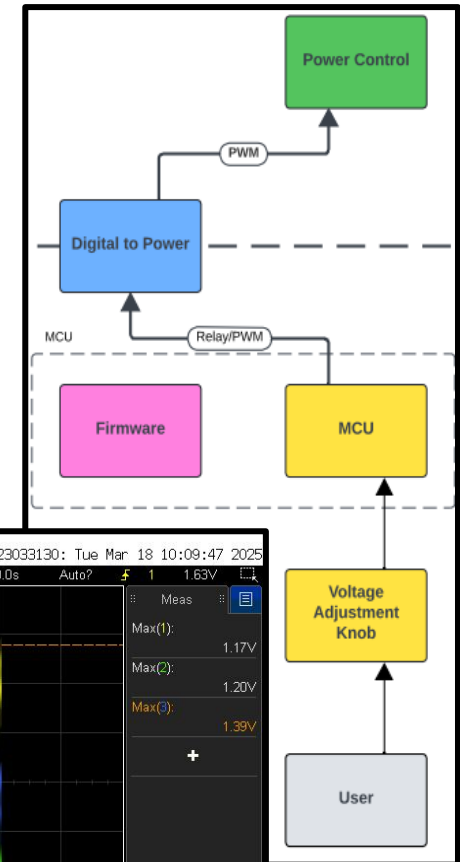 Power Control
PWM
Digital to Power
MCU
Relay/PWM
Firmware
MCU
Voltage
Adjustment
Knob
User
23033130: Tue Mar 18 10:09:47 2025
.0s Auto? 1 1.63V
Meas
Max(1):
1.17V
Max(2):
1.20V
Max(3):
1.39V
+